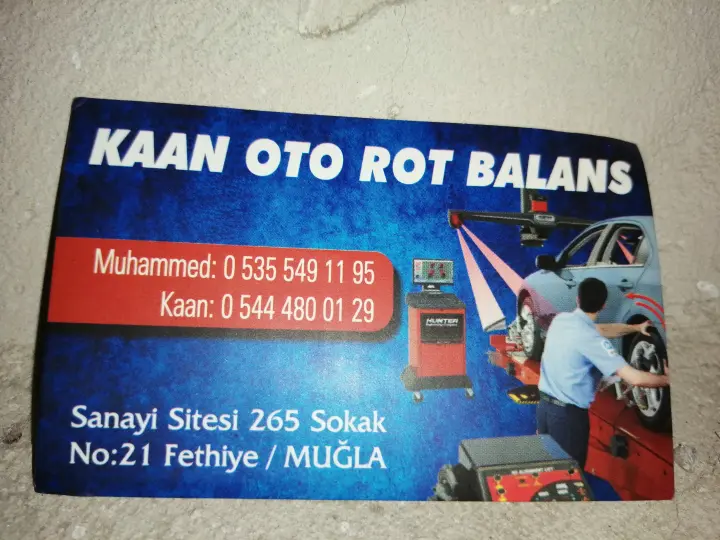 KAAN OTO ROT BALANS
Muhammed: 0 535 549 11 95
Kaan: 0 544 480 01 29
HUNTER
Sanayi Sitesi 265 Sokak
No:21 Fethiye / MUĞLA